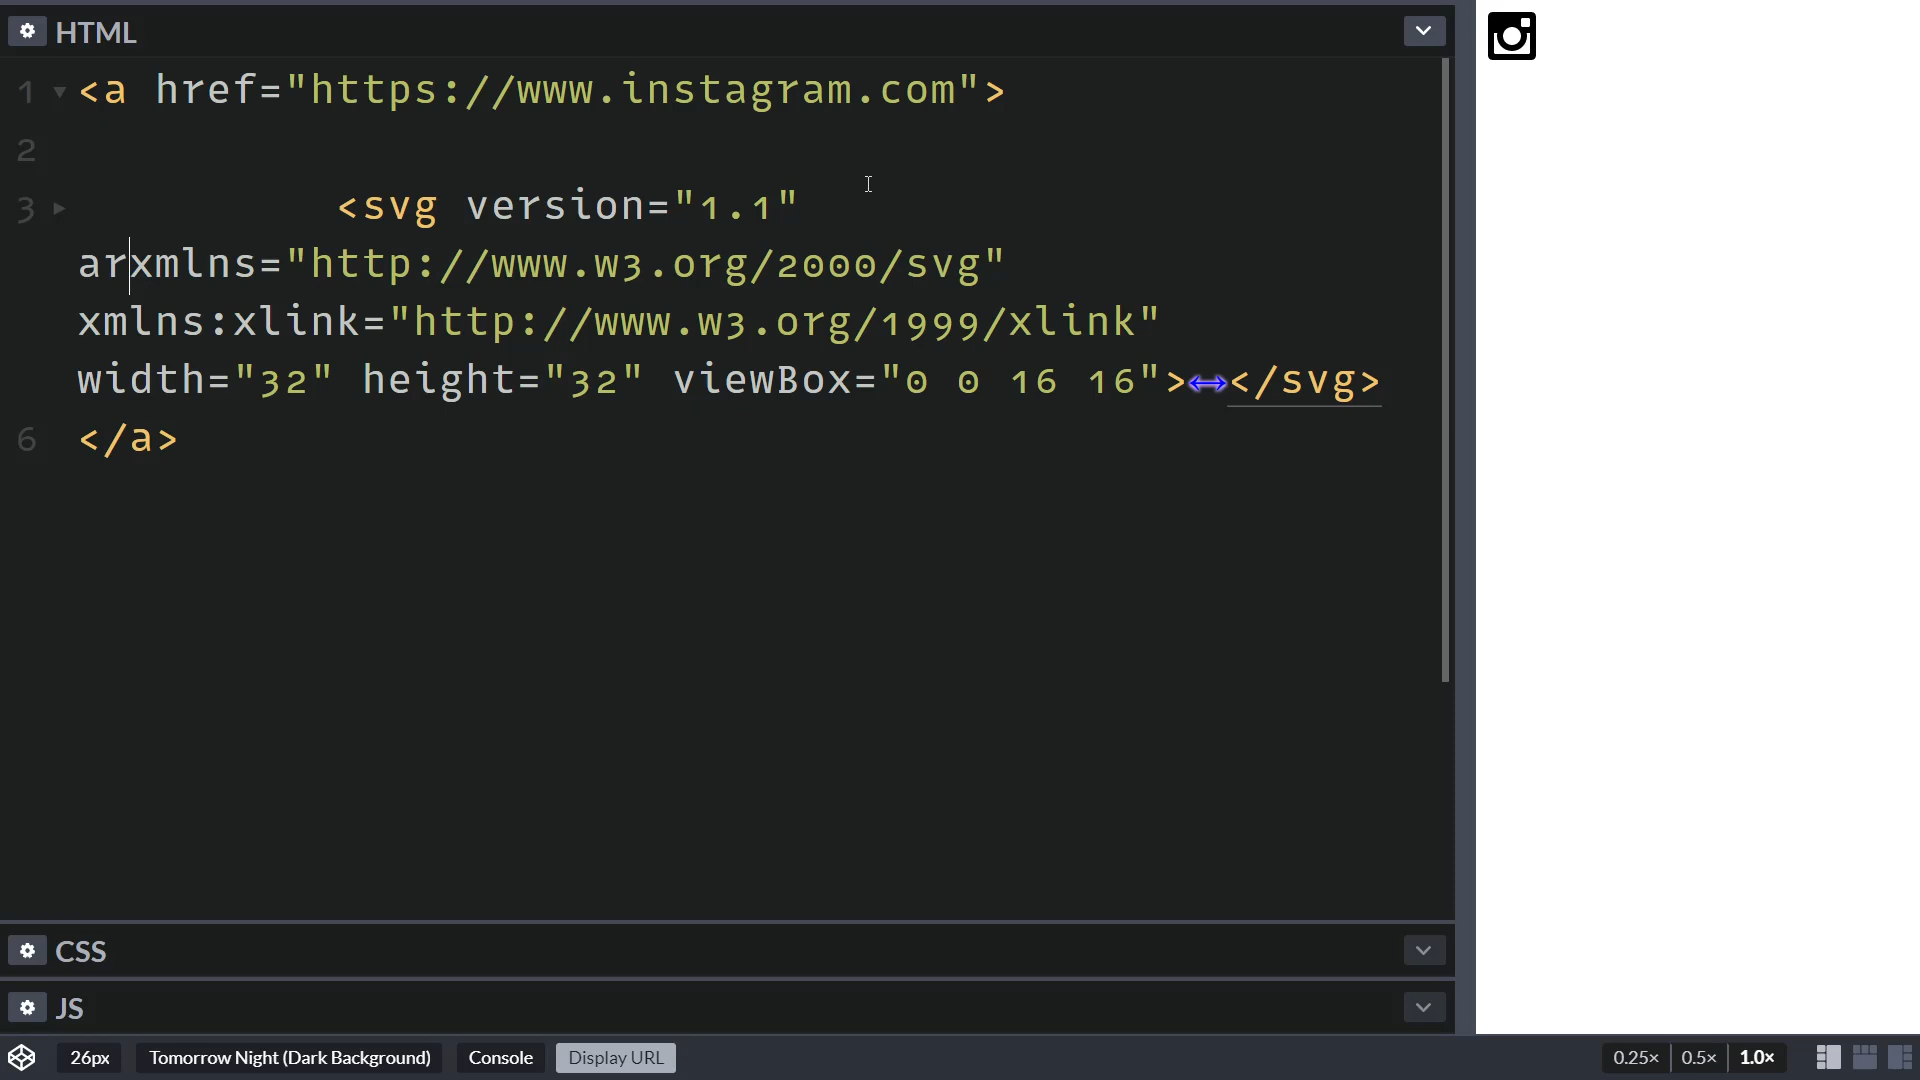 HTML
1 <a href="https://www.instagram.com">
2
3 <svg version="1.1"
arxmlns="http://www.w3.org/2000/svg"
xmlns:xlink="http://www.w3.org/1999/xlink"
width="32" height="32" viewBox="0 0 16 16">↔</svg>
6 </a>
CSS
JS
26px Tomorrow Night (Dark Background) Console Display URL 0.25× 0.5× 1.0×